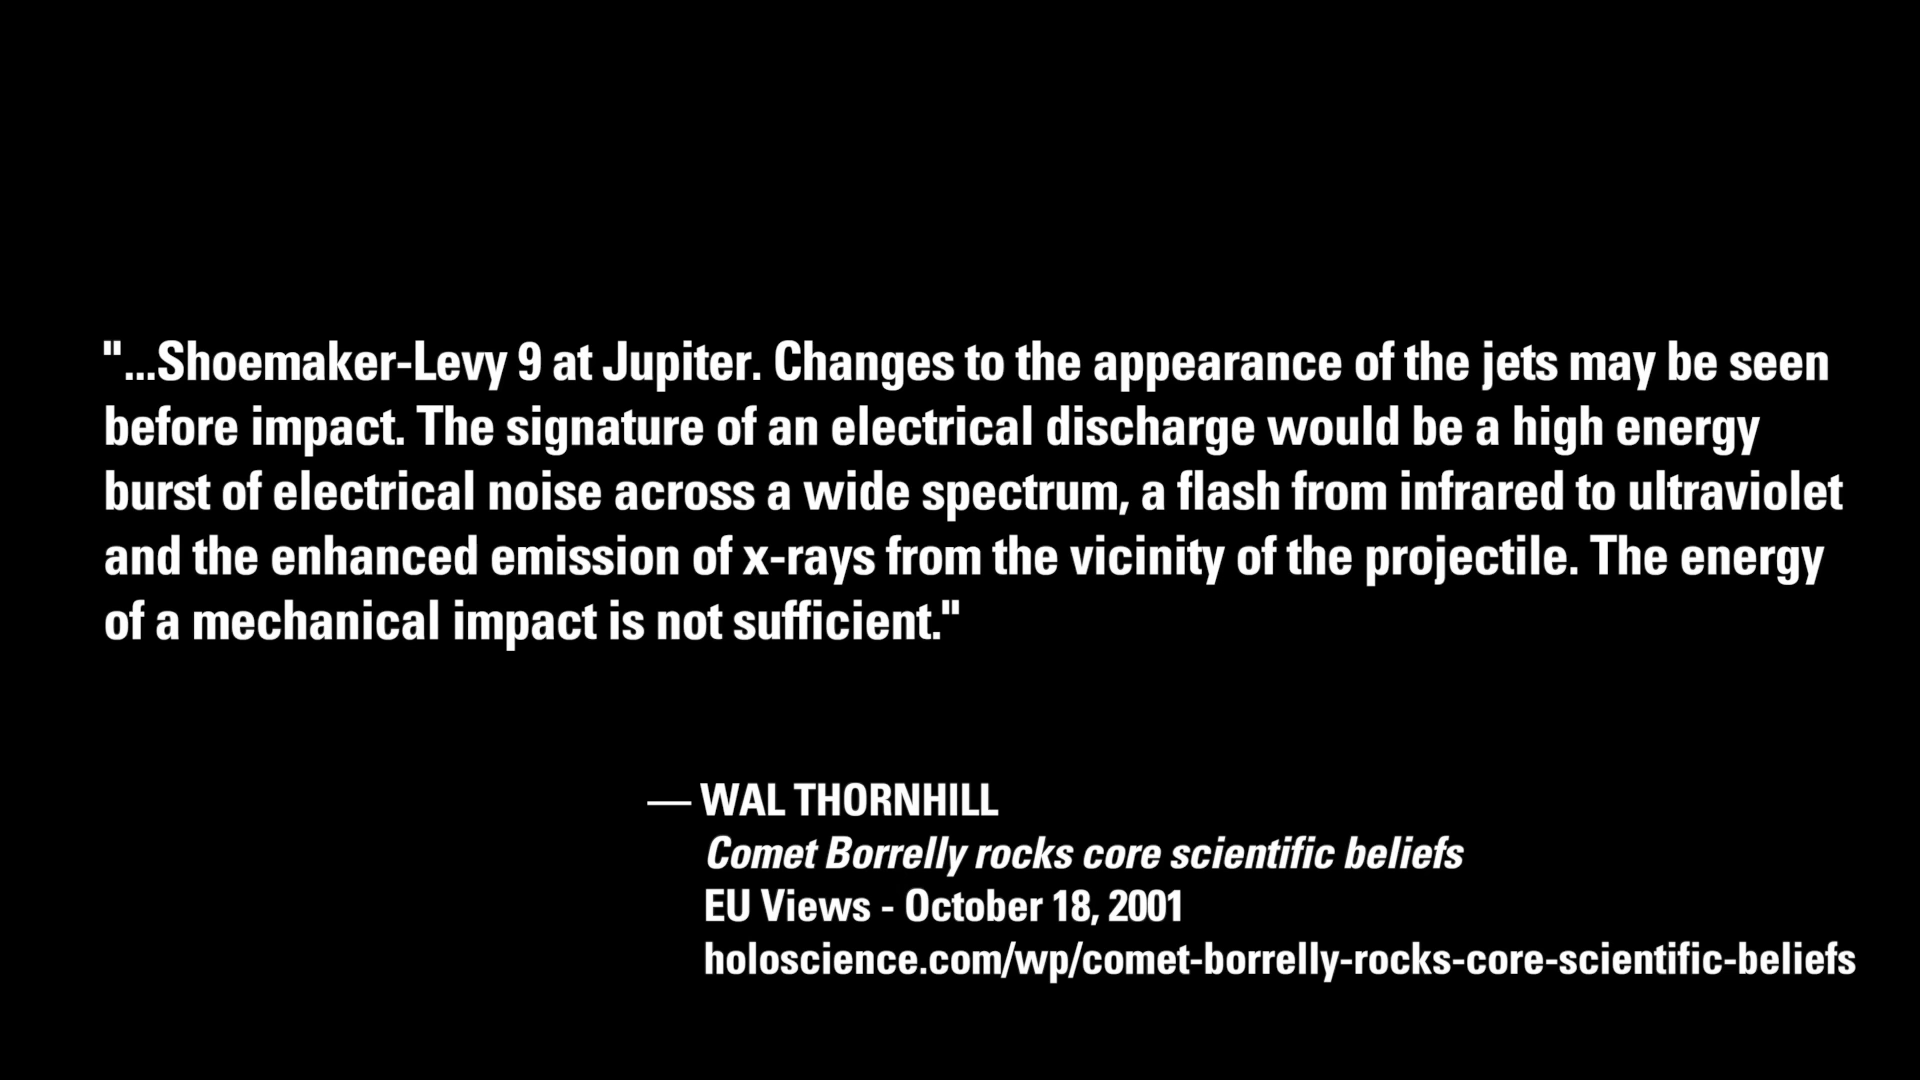 "...Shoemaker-Levy 9 at Jupiter. Changes to the appearance of the jets may be seen
before impact. The signature of an electrical discharge would be a high energy
burst of electrical noise across a wide spectrum, a flash from infrared to ultraviolet
and the enhanced emission of x-rays from the vicinity of the projectile. The energy
of a mechanical impact is not sufficient."
— WAL THORNHILL
Comet Borrelly rocks core scientific beliefs
EU Views - October 18, 2001
holoscience.com/wp/comet-borrelly-rocks-core-scientific-beliefs